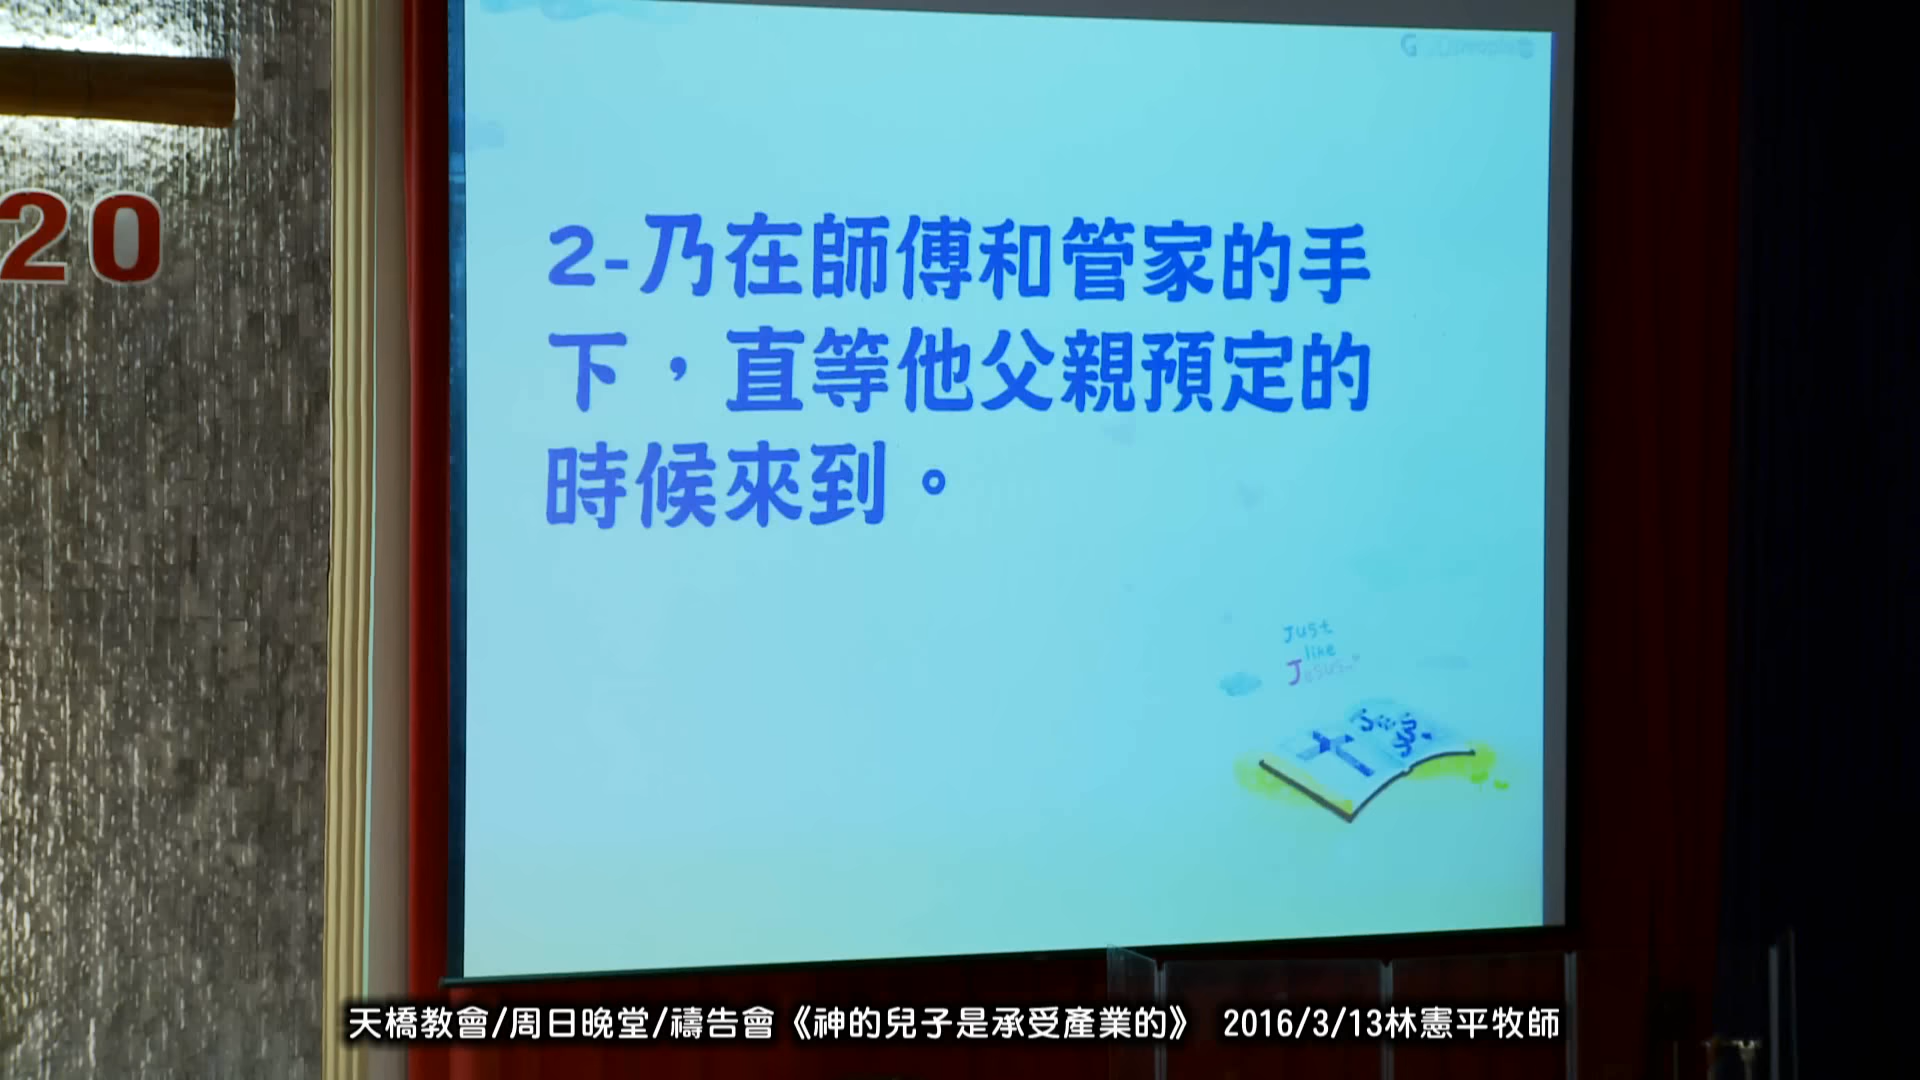 20
2-乃在師傅和管家的手
下，直等他父親預定的
時候來到。
Just
like
Jesus
天橋教會/周日晚堂/禱告會《神的兒子是承受產業的》 2016/3/13林憲平牧師